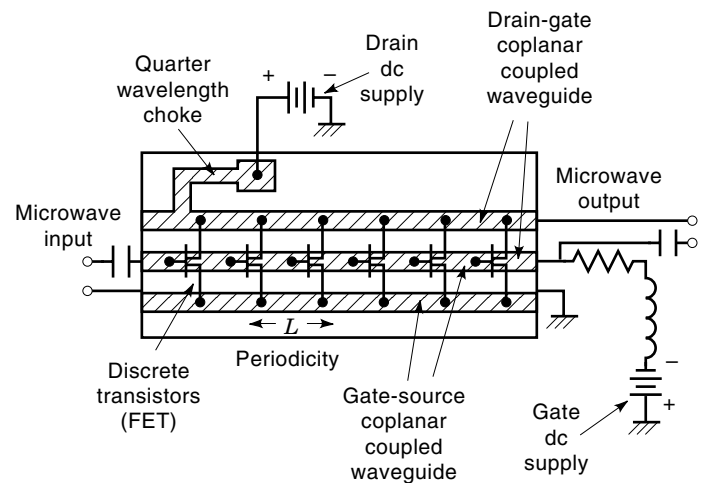 Drain
dc
supply
Drain-gate
coplanar
coupled
waveguide
Quarter
wavelength
choke
+
−
Microwave
input
Microwave
output
L
Periodicity
Discrete
transistors
(FET)
Gate-source
coplanar
coupled
waveguide
Gate
dc
supply
−
+